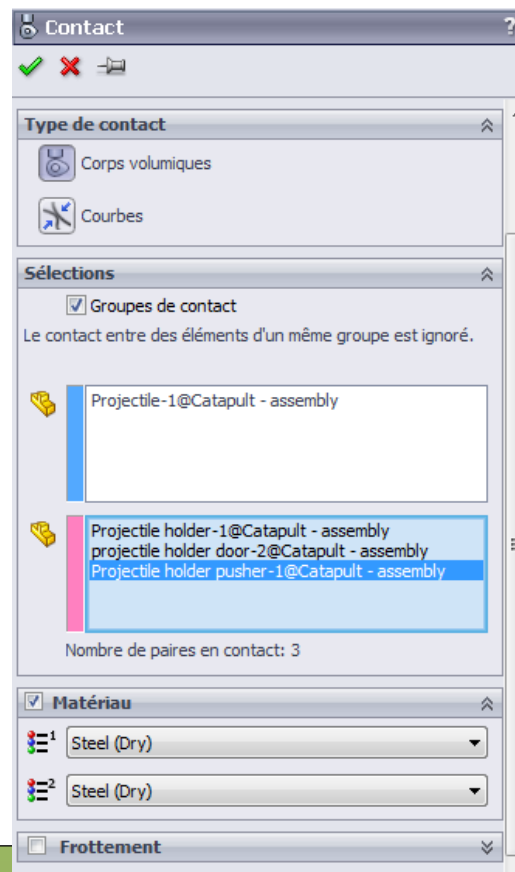 Contact
?
Type de contact
Corps volumiques
Courbes
Sélections
Groupes de contact
Le contact entre des éléments d'un même groupe est ignoré.
Projectile-1@Catapult - assembly
Projectile holder-1@Catapult - assembly
projectile holder door-2@Catapult - assembly
Projectile holder pusher-1@Catapult - assembly
Nombre de paires en contact: 3
Matériau
1
Steel (Dry)
2
Steel (Dry)
Frottement